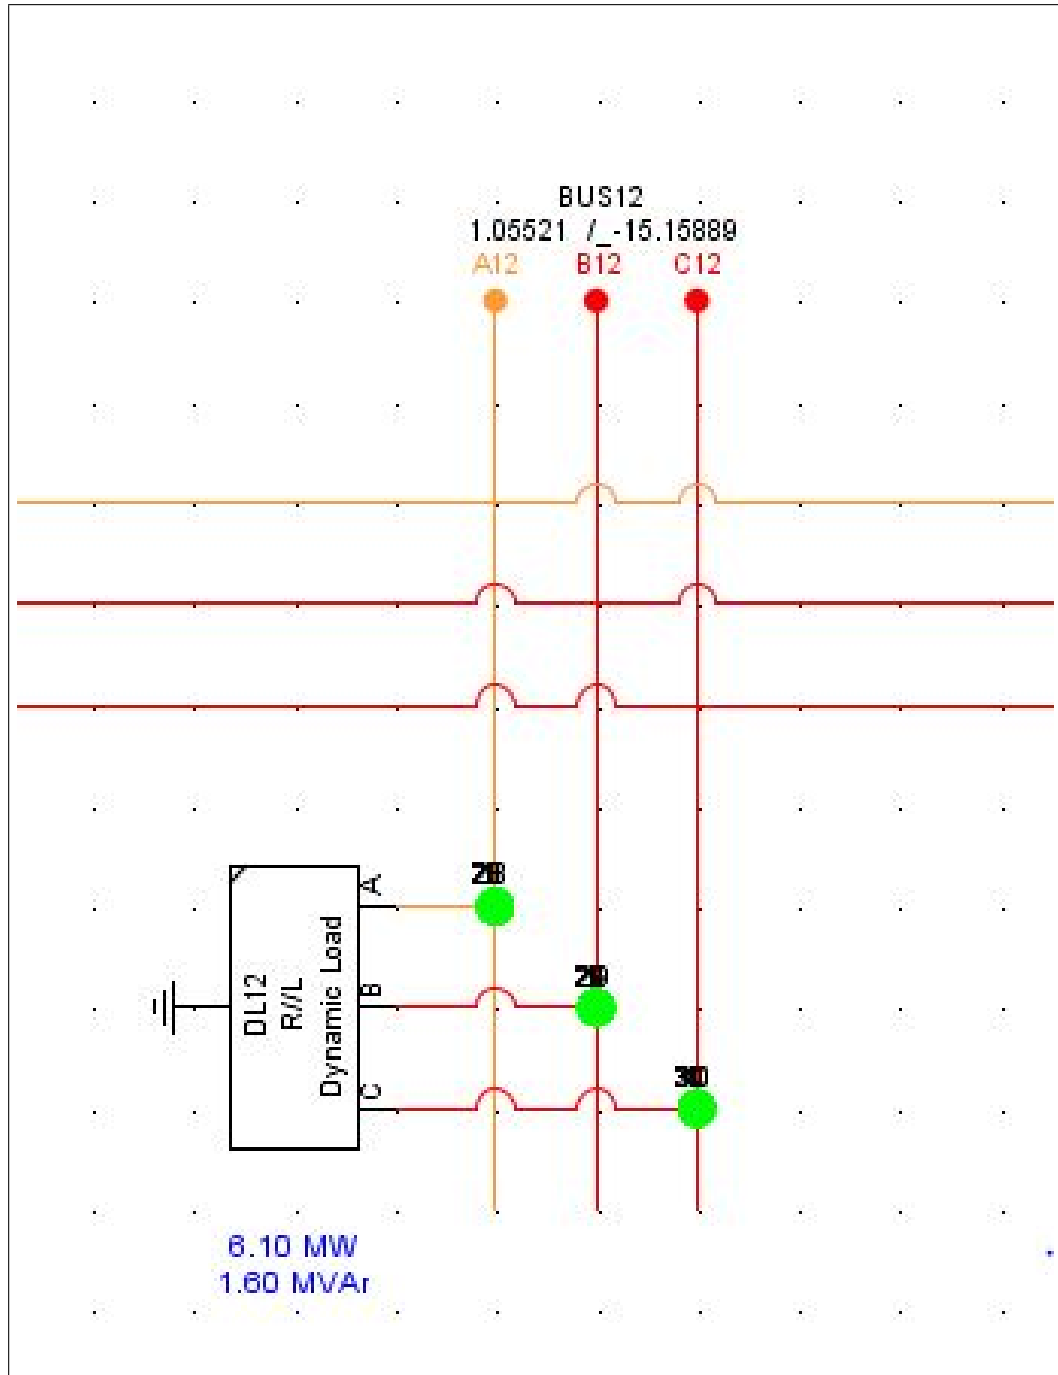 BUS12
1.05521 /_-15.15889
A12 B12 C12
A
B
C
DL12
R//L
Dynamic Load
6.10 MW
1.60 MVAr